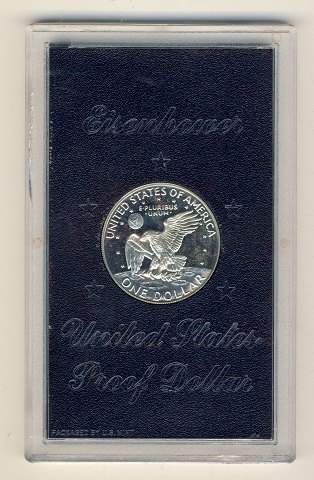 Eisenhower
UNITED STATES OF AMERICA
E·PLURIBUS
UNUM
ONE DOLLAR
United States
Proof Dollar
PACKAGED BY U.S. MINT